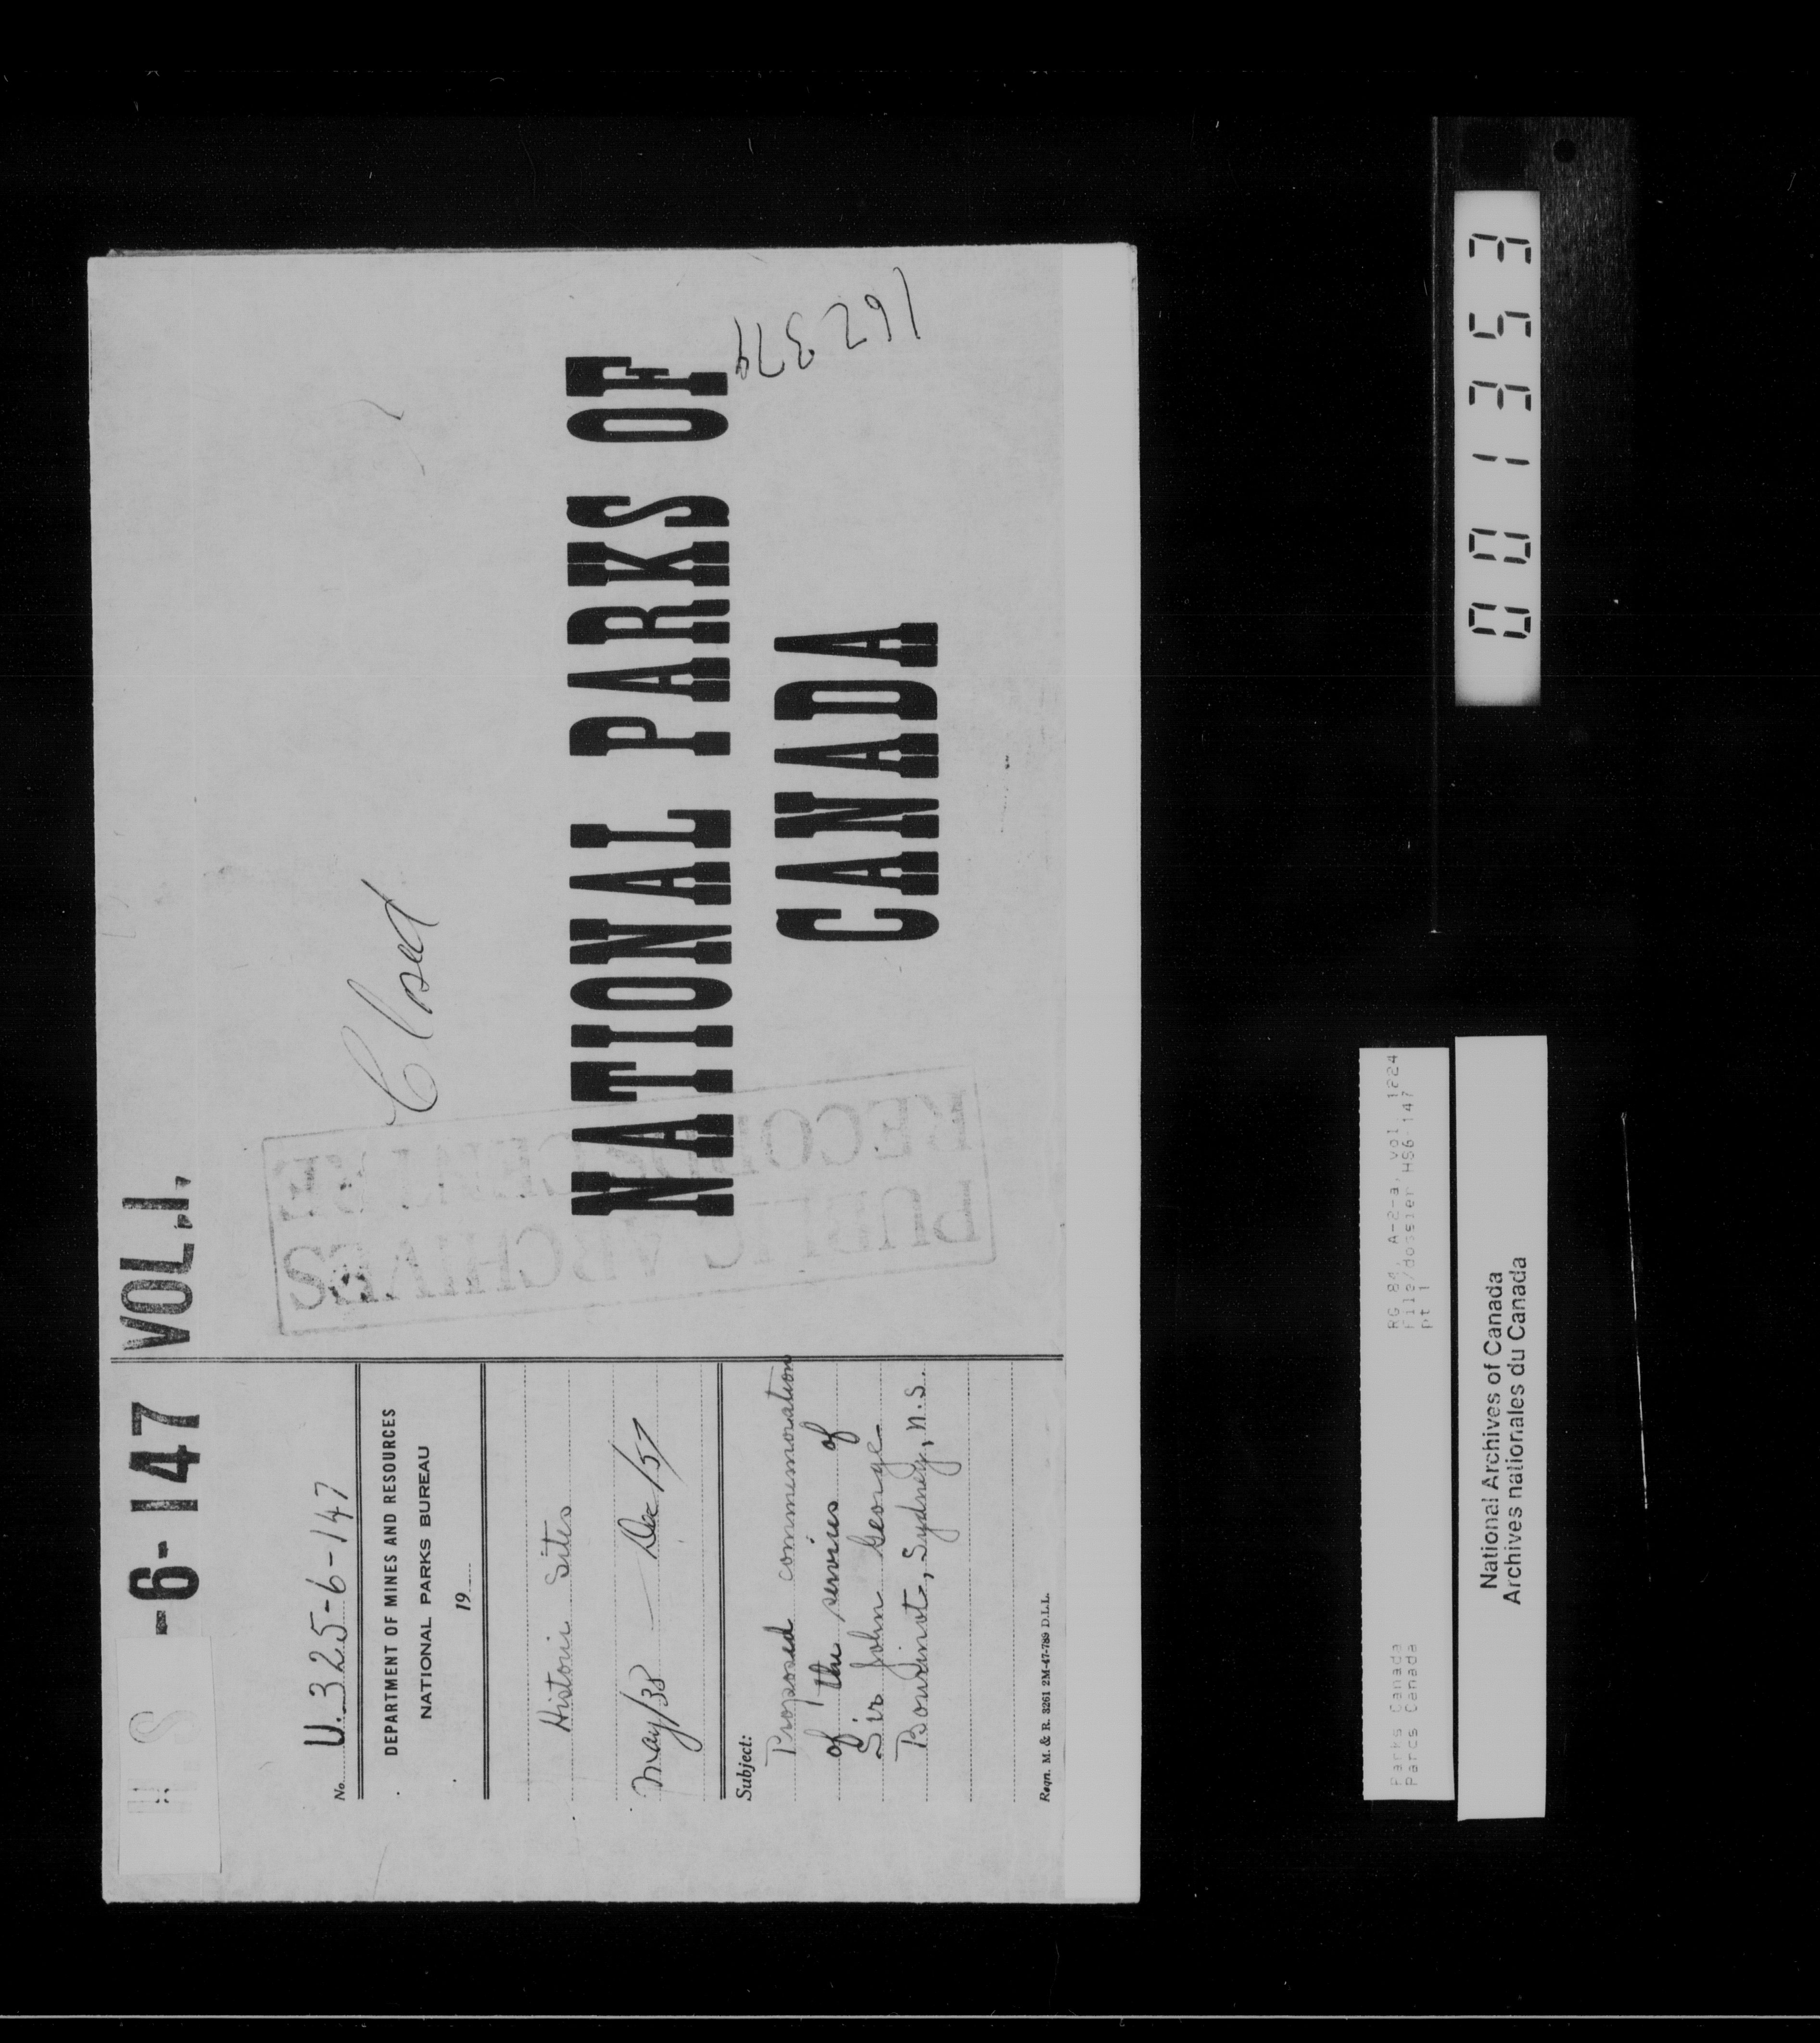 H.S -6-147 VOL.1.
No. U.325-6-147
DEPARTMENT OF MINES AND RESOURCES
NATIONAL PARKS BUREAU
19
Historic Sites
May/38 — Dec/57
Subject:
Proposed commemoration
of the services of
Sir John George
Bourinot, Sydney, N.S.
Reqn. M. & R. 3261 2M-47-789 D.L.L.
Closed
PUBLIC ARCHIVES
RECORDS CENTRE
NATIONAL PARKS OF
CANADA
162379
Parks Canada
Parcs Canada
RG 84, A-2-a, vol. 1224
File/dossier HS6-147
pt 1
National Archives of Canada
Archives nationales du Canada
001353